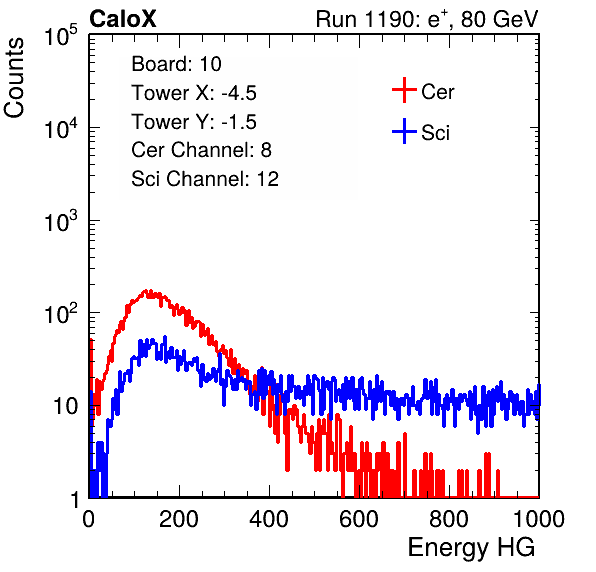 CaloX Run 1190: e⁺, 80 GeV
Counts
10⁵
10⁴
10³
10²
10
1
Board: 10
Tower X: -4.5
Tower Y: -1.5
Cer Channel: 8
Sci Channel: 12
Cer
Sci
0 200 400 600 800 1000
Energy HG